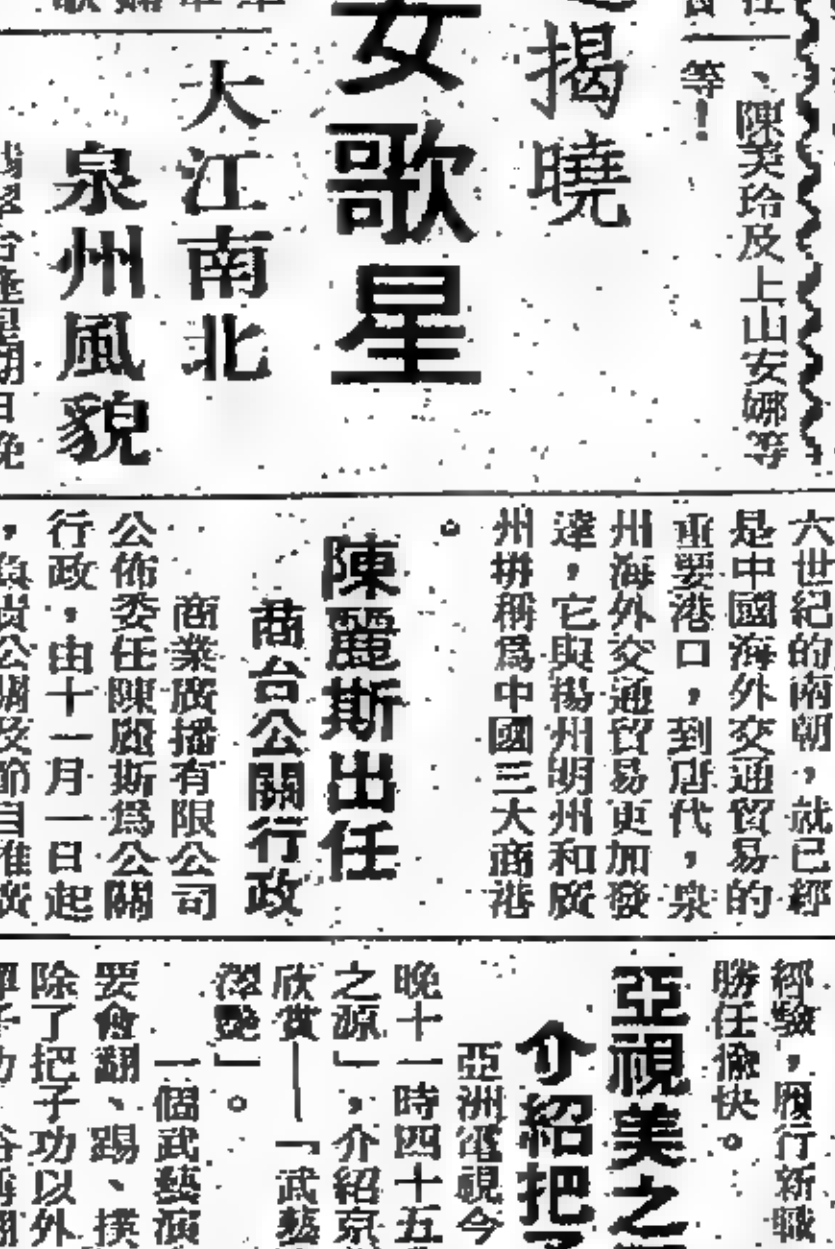 、陳美玲及上山安娜等
等！
揭曉
女歌星
大江南北
泉州風貌
六世紀的南朝，就已經
是中國海外交通貿易的
重要港口，到唐代，泉
州海外交通貿易更加發
達，它與揚州明州和廣
州拼稱爲中國三大商港
。
陳麗斯出任
商台公關行政
商業廣播有限公司
公佈委任陳麗斯爲公關
行政，由十一月一日起
，負責公關及節目推廣
經驗，履行新職
勝任愉快。
亞視美之
介紹把子
亞洲電視今
晚十一時四十五
之源」，介紹京
欣賞——「武藝
澤艷」。
一個武藝演
要會翻、踢、撲
除了把子功以外